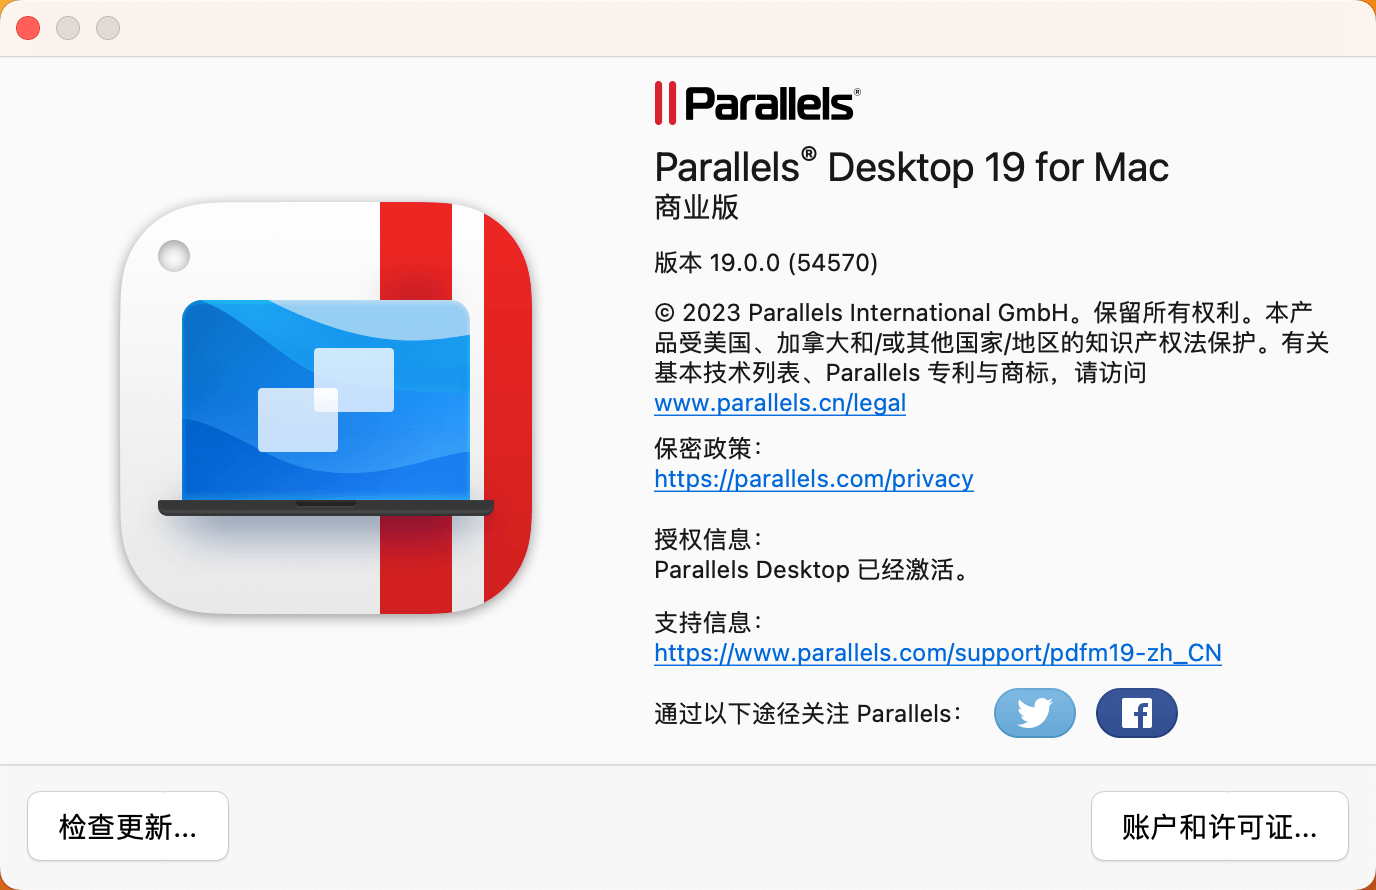 Parallels®
Parallels® Desktop 19 for Mac
商业版
版本 19.0.0 (54570)
© 2023 Parallels International GmbH。保留所有权利。本产
品受美国、加拿大和/或其他国家/地区的知识产权法保护。有关
基本技术列表、Parallels 专利与商标，请访问
www.parallels.cn/legal
保密政策：
https://parallels.com/privacy
授权信息：
Parallels Desktop 已经激活。
支持信息：
https://www.parallels.com/support/pdfm19-zh_CN
通过以下途径关注 Parallels：
检查更新...
账户和许可证...